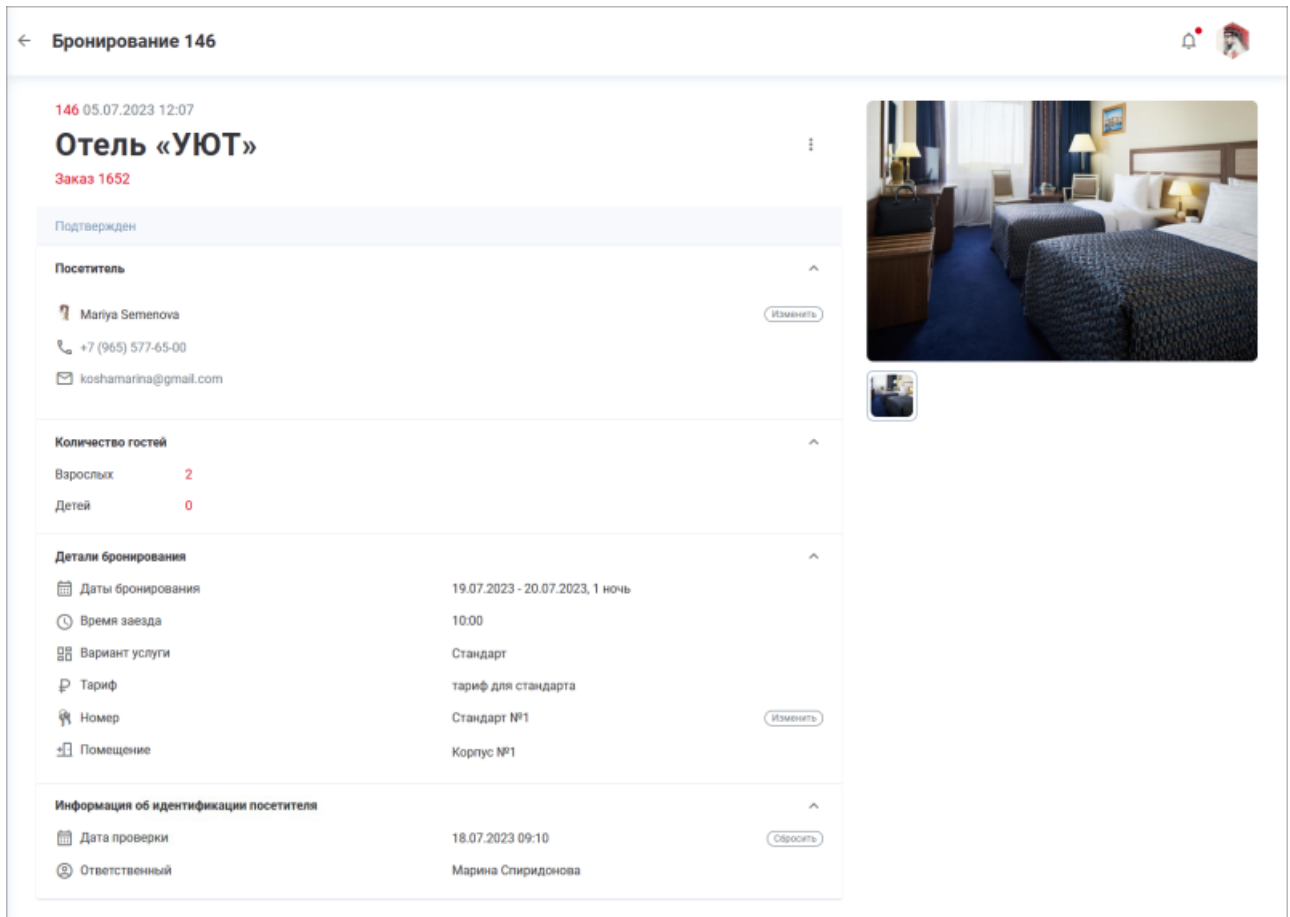 Бронирование 146
146 05.07.2023 12:07
Отель «УЮТ»
Заказ 1652
Подтвержден
Посетитель
Mariya Semenova Изменить
+7 (965) 577-65-00
koshamarina@gmail.com
Количество гостей
Взрослых 2
Детей 0
Детали бронирования
Даты бронирования 19.07.2023 - 20.07.2023, 1 ночь
Время заезда 10:00
Вариант услуги Стандарт
Тариф тариф для стандарта
Номер Стандарт №1 Изменить
Помещение Корпус №1
Информация об идентификации посетителя
Дата проверки 18.07.2023 09:10 Сбросить
Ответственный Марина Спиридонова